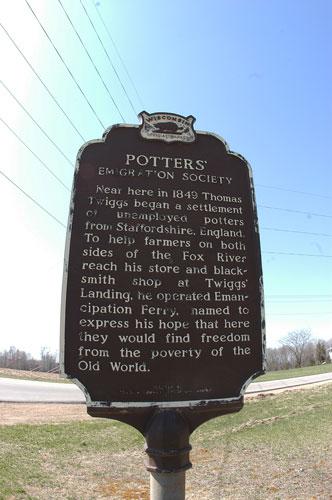 WISCONSIN
POTTERS'
EMIGRATION SOCIETY
Near here in 1849 Thomas
Twiggs began a settlement
of unemployed potters
from Staffordshire, England.
To help farmers on both
sides of the Fox River
reach his store and black-
smith shop at Twiggs'
Landing, he operated Eman-
cipation Ferry, named to
express his hope that here
they would find freedom
from the poverty of the
Old World.